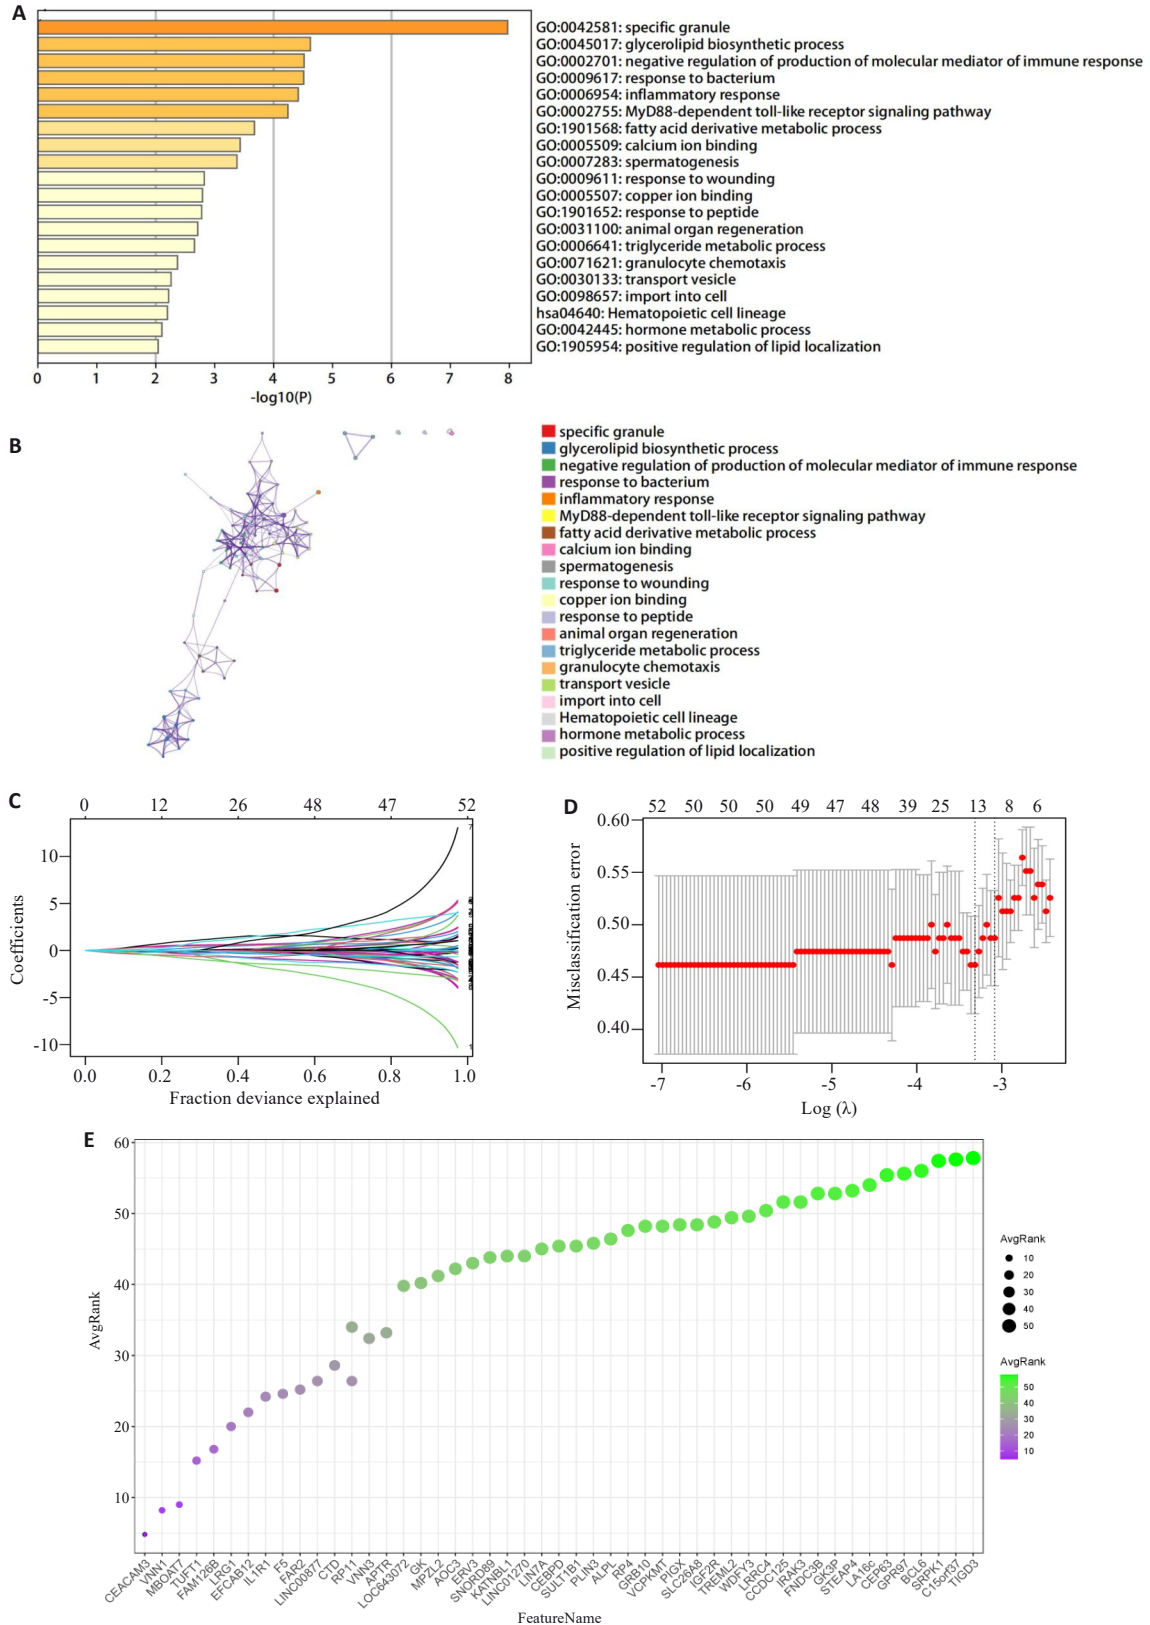 A
GO:0042581: specific granule
GO:0045017: glycerolipid biosynthetic process
GO:0002701: negative regulation of production of molecular mediator of immune response
GO:0009617: response to bacterium
GO:0006954: inflammatory response
GO:0002755: MyD88-dependent toll-like receptor signaling pathway
GO:1901568: fatty acid derivative metabolic process
GO:0005509: calcium ion binding
GO:0007283: spermatogenesis
GO:0009611: response to wounding
GO:0005507: copper ion binding
GO:1901652: response to peptide
GO:0031100: animal organ regeneration
GO:0006641: triglyceride metabolic process
GO:0071621: granulocyte chemotaxis
GO:0030133: transport vesicle
GO:0098657: import into cell
hsa04640: Hematopoietic cell lineage
GO:0042445: hormone metabolic process
GO:1905954: positive regulation of lipid localization
0 1 2 3 4 5 6 7 8
-log10(P)
B
specific granule
glycerolipid biosynthetic process
negative regulation of production of molecular mediator of immune response
response to bacterium
inflammatory response
MyD88-dependent toll-like receptor signaling pathway
fatty acid derivative metabolic process
calcium ion binding
spermatogenesis
response to wounding
copper ion binding
response to peptide
animal organ regeneration
triglyceride metabolic process
granulocyte chemotaxis
transport vesicle
import into cell
Hematopoietic cell lineage
hormone metabolic process
positive regulation of lipid localization
C
0 12 26 48 47 52
Coefficients
10
5
0
-5
-10
0.0 0.2 0.4 0.6 0.8 1.0
Fraction deviance explained
D
52 50 50 50 49 47 48 39 25 13 8 6
Misclassification error
0.60
0.55
0.50
0.45
0.40
-7 -6 -5 -4 -3
Log (λ)
E
AvgRank
60
50
40
30
20
10
CEACAM3
VNN1
MBOAT7
TUFT1
FAM126B
LRG1
EFCAB12
IL1R1
F5
FAR2
LINC00877
CTD
RP11
VNN3
APTR
LOC643072
GK
MPZL2
AOC3
ERV3
SNORD89
KATNBL1
LINC01270
LIN7A
CEBPD
SULT1B1
PLIN3
ALPL
RP4
GRB10
VCPKMT
PIGX
SLC26A8
IGF2R
TREML2
WDFY3
LRRC4
CCDC125
IRAK3
FNDC3B
GK3P
STEAP4
LA16c
CEP63
GPR97
BCL6
SRPK1
C15orf37
TIGD3
FeatureName
AvgRank
10
20
30
40
50
AvgRank
50
40
30
20
10